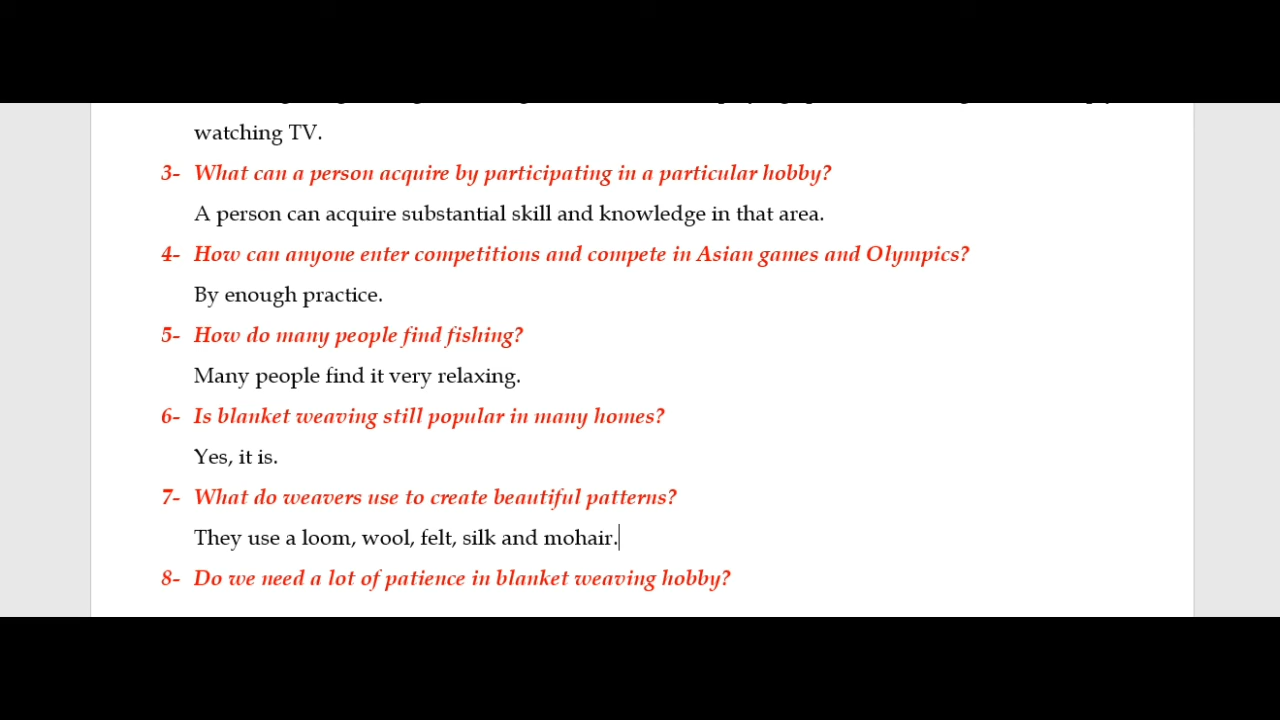 watching TV.
3- What can a person acquire by participating in a particular hobby?
A person can acquire substantial skill and knowledge in that area.
4- How can anyone enter competitions and compete in Asian games and Olympics?
By enough practice.
5- How do many people find fishing?
Many people find it very relaxing.
6- Is blanket weaving still popular in many homes?
Yes, it is.
7- What do weavers use to create beautiful patterns?
They use a loom, wool, felt, silk and mohair.
8- Do we need a lot of patience in blanket weaving hobby?